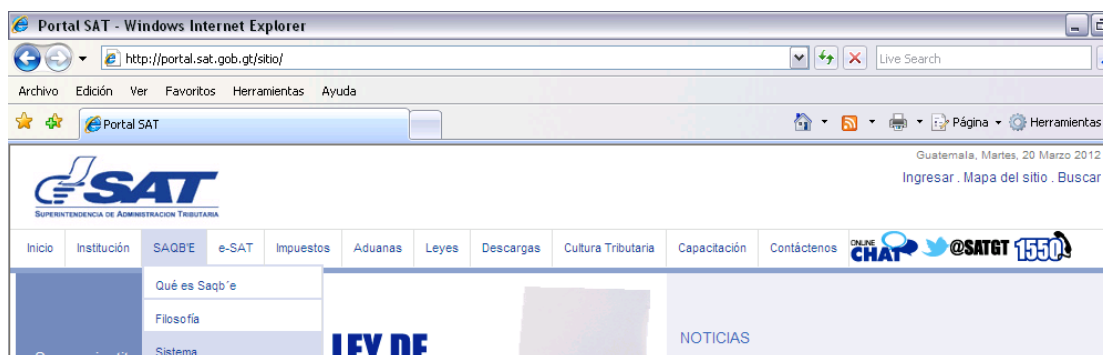 Portal SAT - Windows Internet Explorer
http://portal.sat.gob.gt/sitio/
Live Search
Archivo Edición Ver Favoritos Herramientas Ayuda
Portal SAT
Página Herramientas
Guatemala, Martes, 20 Marzo 2012
Ingresar . Mapa del sitio . Buscar
SAT
SUPERINTENDENCIA DE ADMINISTRACION TRIBUTARIA
Inicio Institución SAQB'E e-SAT Impuestos Aduanas Leyes Descargas Cultura Tributaria Capacitación Contáctenos ONLINE CHAT @SATGT 1550
Qué es Saqb´e
Filosofía
Sistema
LEY DE
NOTICIAS